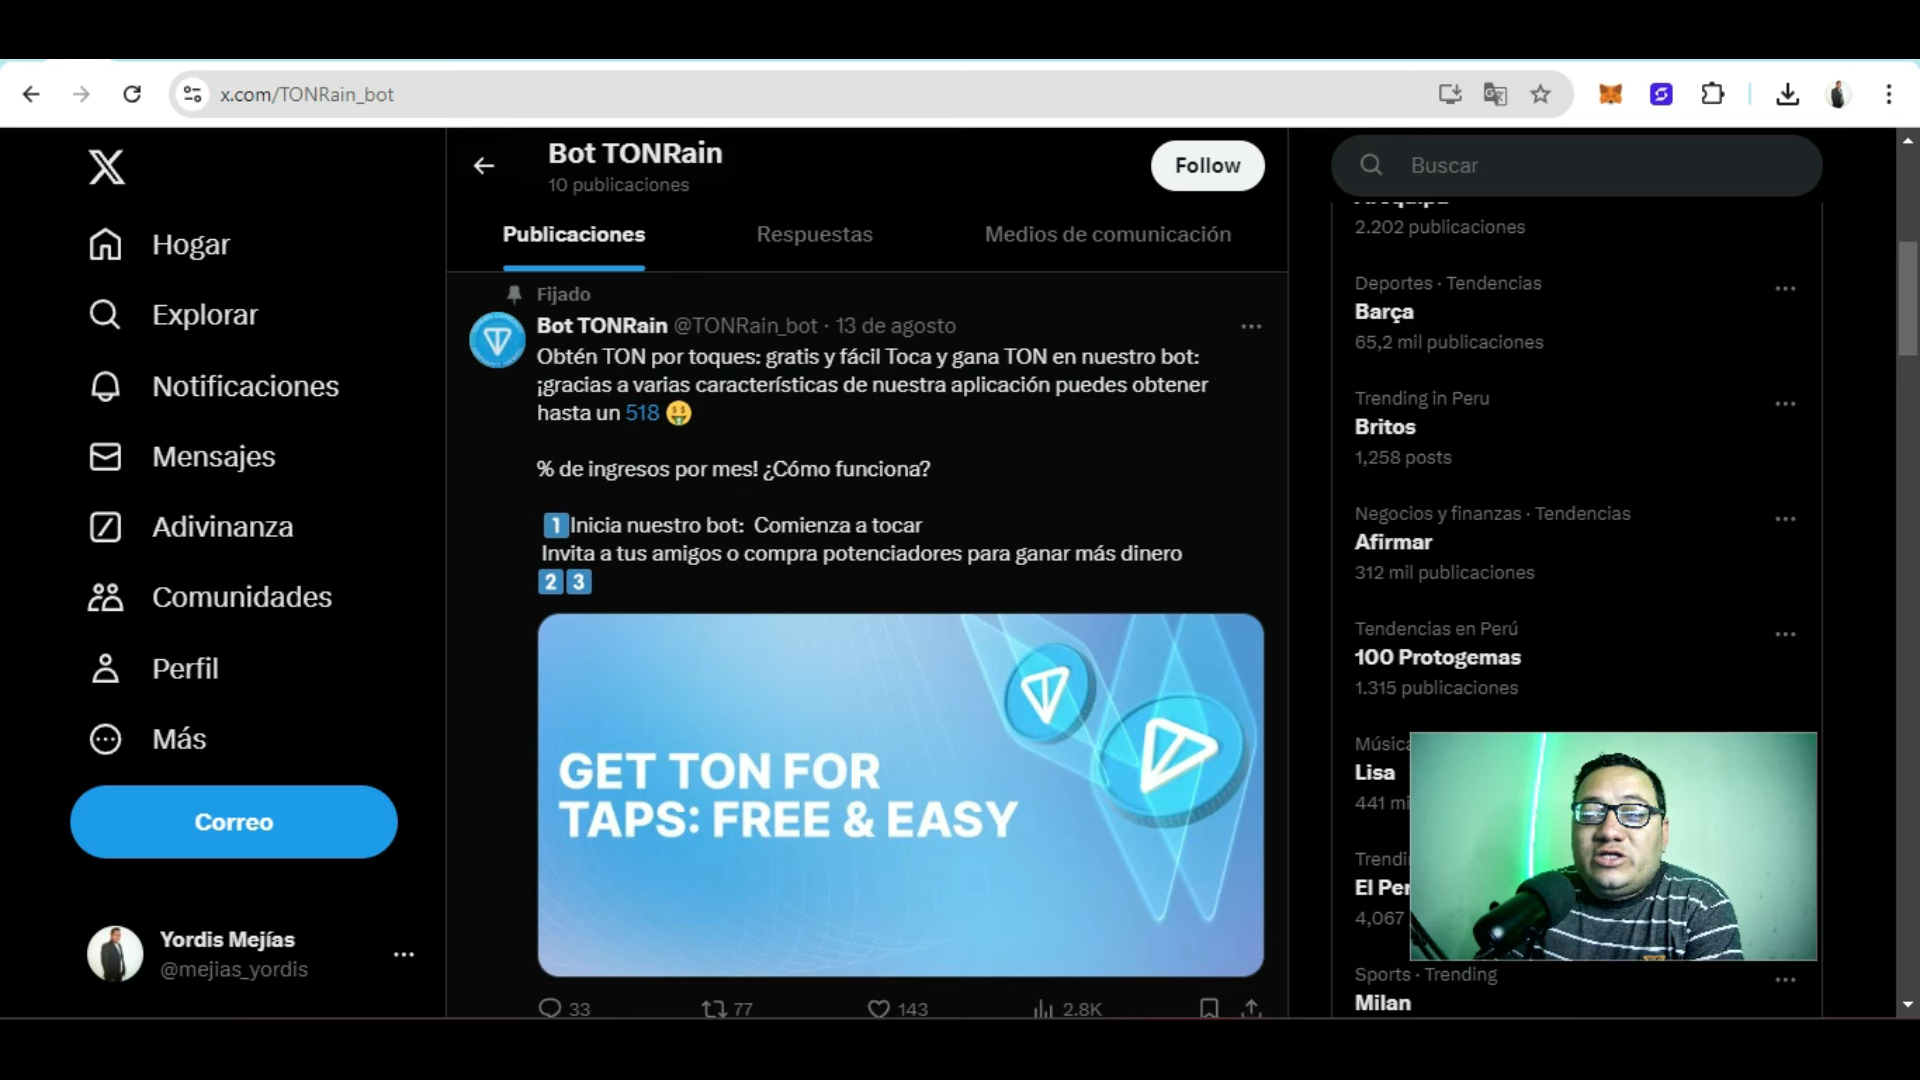 x.com/TONRain_bot
Hogar
Explorar
Notificaciones
Mensajes
Adivinanza
Comunidades
Perfil
Más
Correo
Yordis Mejías
@mejias_yordis
Bot TONRain
10 publicaciones
Follow
Publicaciones
Respuestas
Medios de comunicación
Fijado
Bot TONRain @TONRain_bot · 13 de agosto
Obtén TON por toques: gratis y fácil Toca y gana TON en nuestro bot:
¡gracias a varias características de nuestra aplicación puedes obtener
hasta un 518 🤑
% de ingresos por mes! ¿Cómo funciona?
1️⃣Inicia nuestro bot: Comienza a tocar
Invita a tus amigos o compra potenciadores para ganar más dinero
2️⃣3️⃣
GET TON FOR
TAPS: FREE & EASY
33
77
143
2.8K
Buscar
2.202 publicaciones
Deportes · Tendencias
Barça
65,2 mil publicaciones
Trending in Peru
Britos
1,258 posts
Negocios y finanzas · Tendencias
Afirmar
312 mil publicaciones
Tendencias en Perú
100 Protogemas
1.315 publicaciones
Música
Lisa
441 mi
Trendi
El Per
4,067
Sports · Trending
Milan